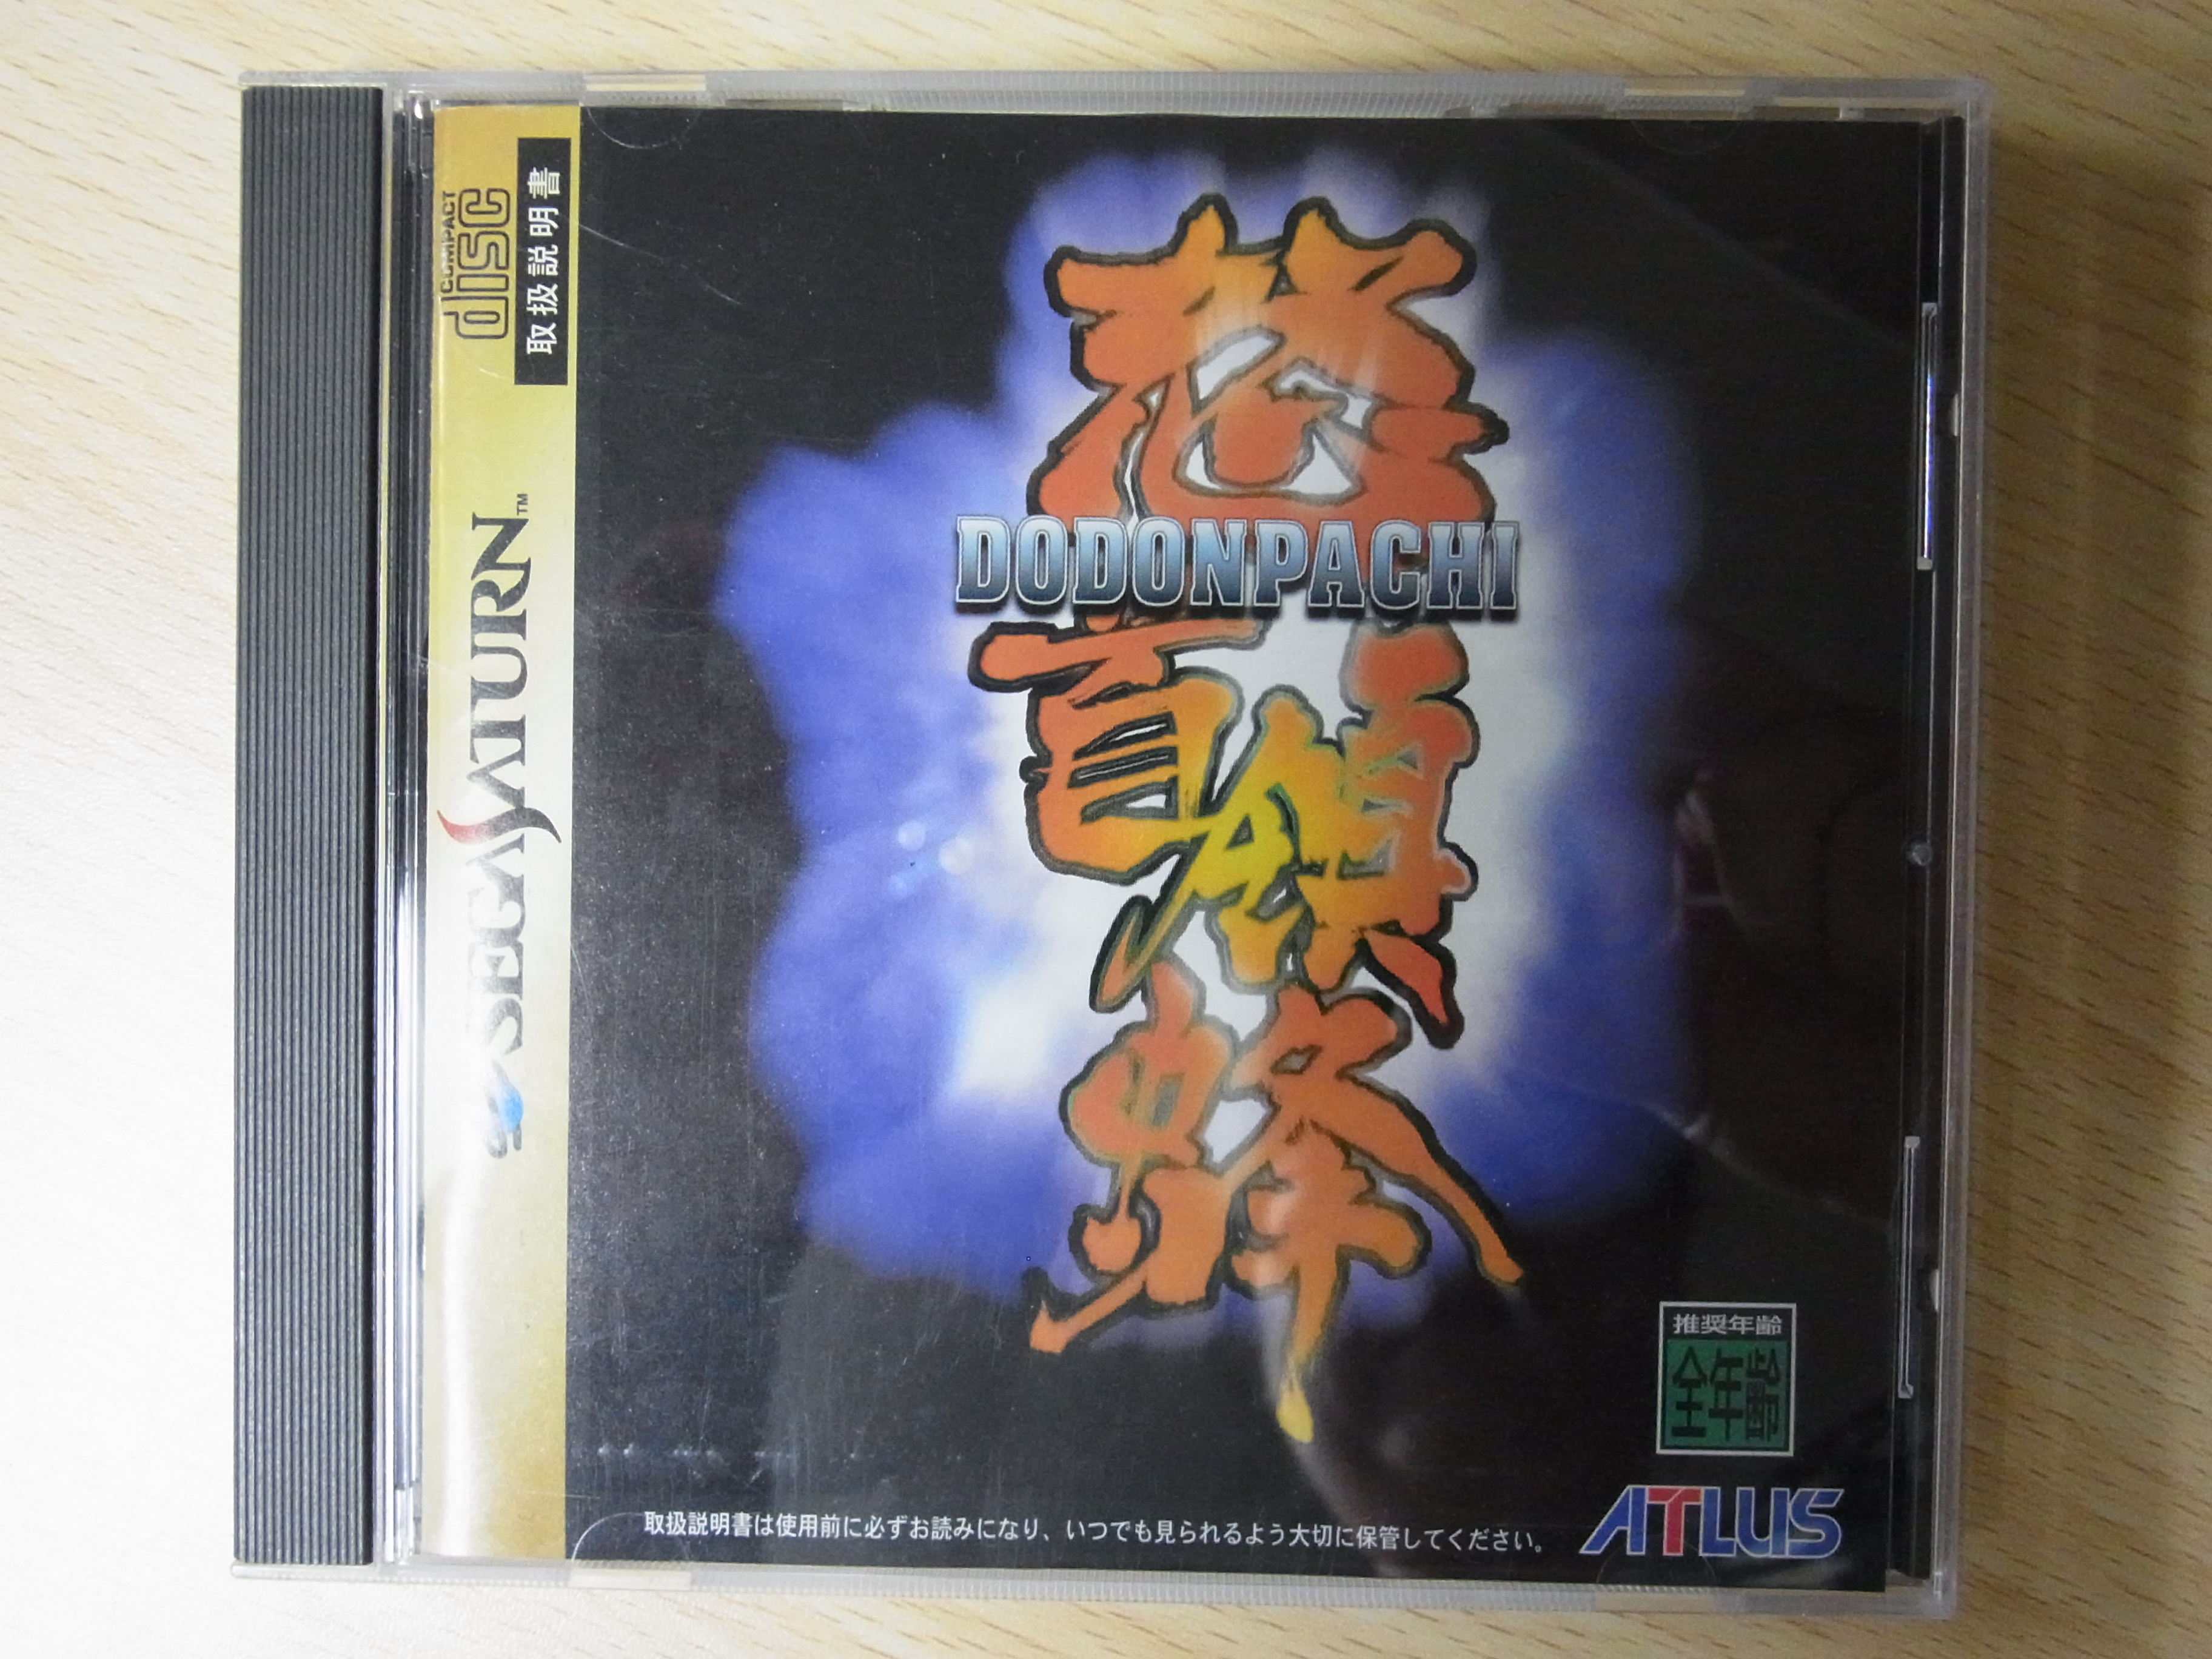 COMPACT
disc
取扱説明書
SEGA SATURN™
怒
DODONPACHI
首領
蜂
推奨年齢
全年齢
ATLUS
取扱説明書は使用前に必ずお読みになり、いつでも見られるよう大切に保管してください。